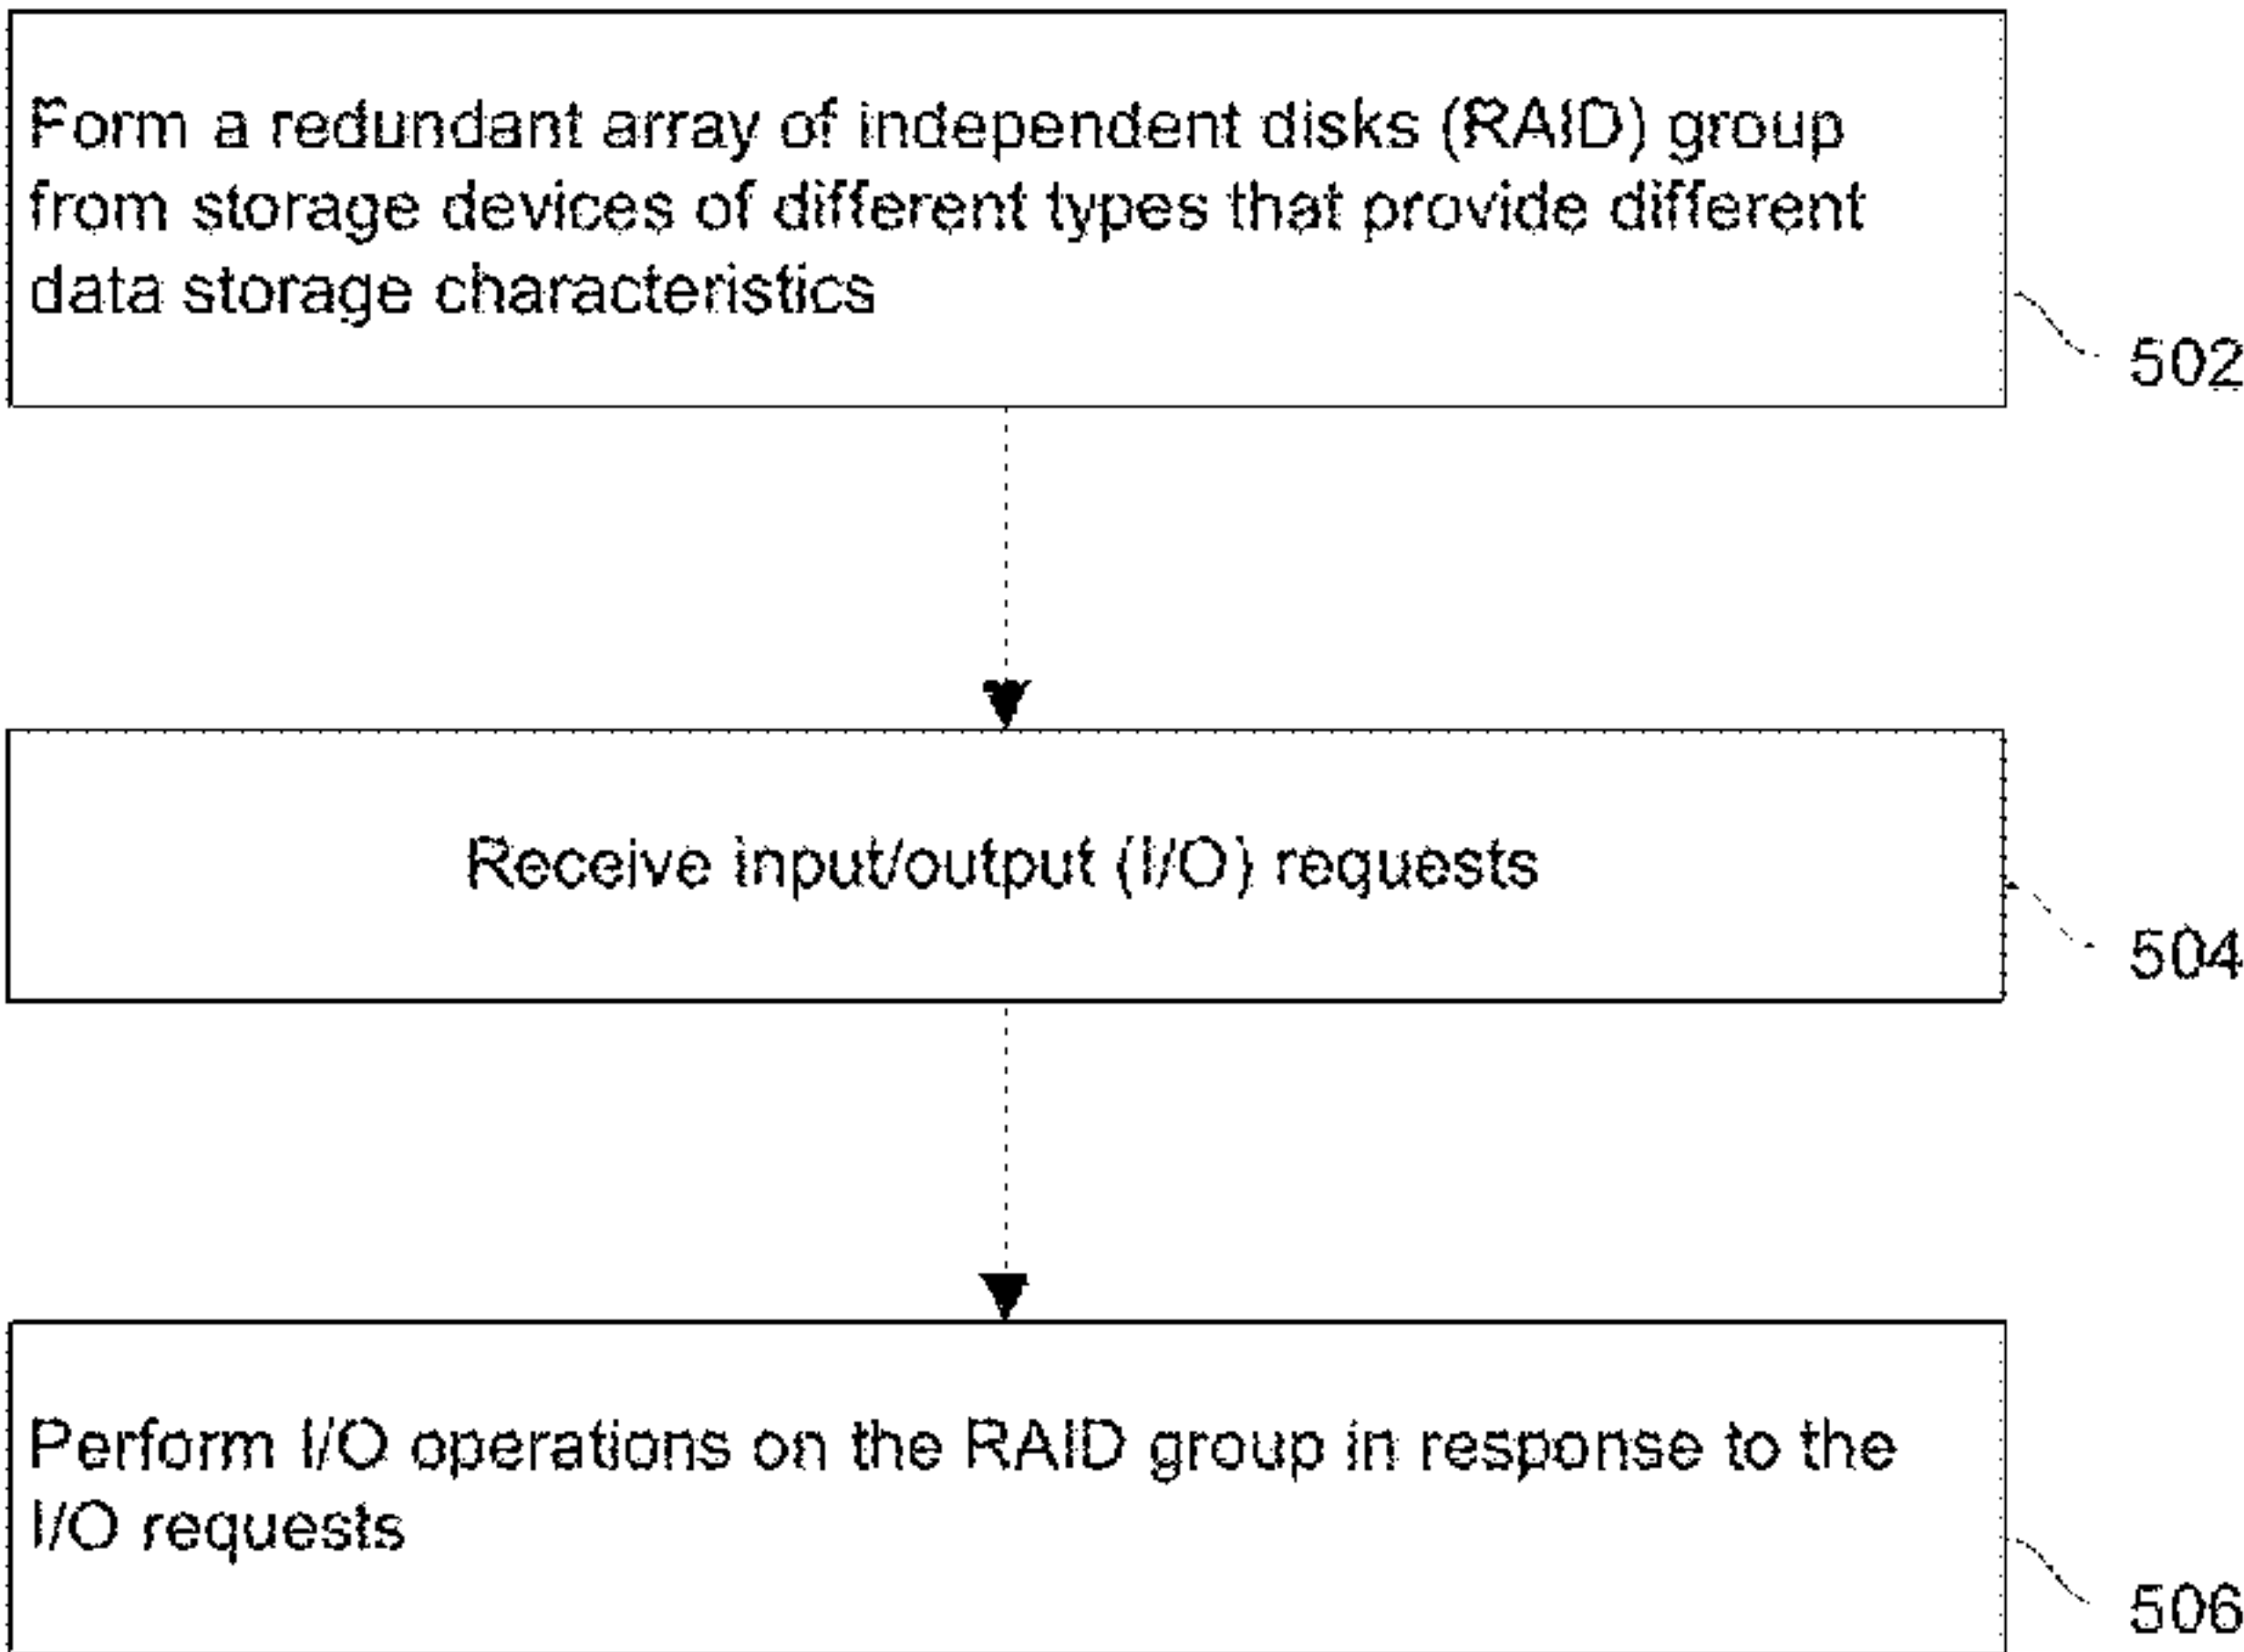 Form a redundant array of independent disks (RAID) group
from storage devices of different types that provide different
data storage characteristics
502
Receive input/output (I/O) requests
504
Perform I/O operations on the RAID group in response to the
I/O requests
506